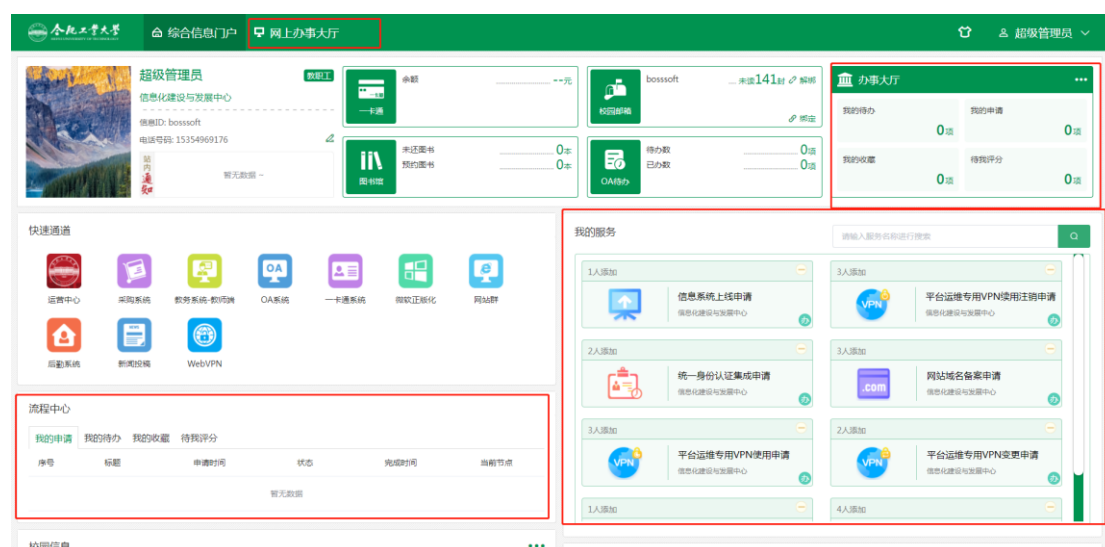 合肥工业大学
综合信息门户
网上办事大厅
超级管理员
超级管理员
教职工
信息化建设与发展中心
信息ID: bosssoft
电话号码: 15354969176
站内通知
暂无数据 ~
一卡通
余额
--元
图书馆
未还图书
0本
预约图书
0本
校园邮箱
bosssoft
未读141封
解绑
绑定
OA待办
待办数
0项
已办数
0项
办事大厅
我的待办
0项
我的申请
0项
我的收藏
0项
待我评分
0项
快速通道
运营中心
采购系统
教务系统-教师端
OA系统
一卡通系统
微软正版化
网站群
后勤系统
新闻投稿
WebVPN
流程中心
我的申请 我的待办 我的收藏 待我评分
序号 标题 申请时间 状态 完成时间 当前节点
暂无数据
校园信息
我的服务
请输入服务名称进行搜索
1人添加
信息系统上线申请
信息化建设与发展中心
办
3人添加
平台运维专用VPN续用注销申请
信息化建设与发展中心
VPN
办
2人添加
统一身份认证集成申请
信息化建设与发展中心
办
3人添加
网站域名备案申请
信息化建设与发展中心
.com
办
3人添加
平台运维专用VPN使用申请
信息化建设与发展中心
VPN
办
2人添加
平台运维专用VPN变更申请
信息化建设与发展中心
VPN
办
1人添加
4人添加